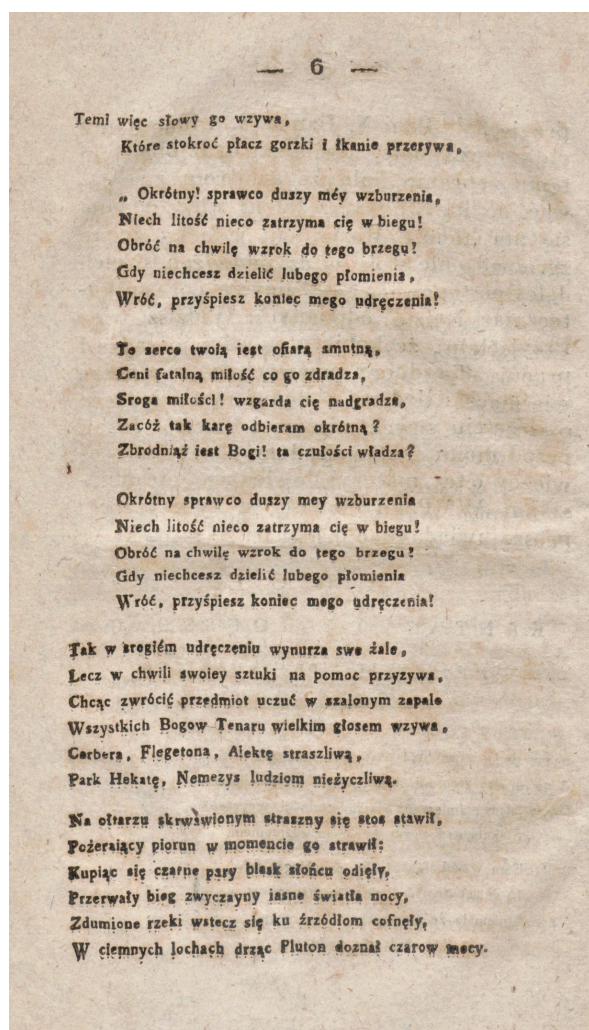 — 6 —
Temi więc słowy go wzywa,
Które stokroć płacz gorzki i łkanie przerywa,
„ Okrótny! sprawco duszy méy wzburzenia,
Niech litość nieco zatrzyma cię w biegu!
Obróć na chwilę wzrok do tego brzegu!
Gdy niechcesz dzielić lubego płomienia,
Wróć, przyśpiesz koniec mego udręczenia!
To serce twoią iest ofiarą smutną,
Ceni fatalną miłość co go zdradza,
Sroga miłości! wzgarda cię nadgradza,
Zacóż tak karę odbieram okrótną?
Zbrodniąż iest Bogi! ta czułości władza?
Okrótny sprawco duszy mey wzburzenia
Niech litość nieco zatrzyma cię w biegu!
Obróć na chwilę wzrok do tego brzegu!
Gdy niechcesz dzielić lubego płomienia
Wróć, przyśpiesz koniec mego udręczenia!
Tak w srogiém udręczeniu wynurza swe żale,
Lecz w chwili swoiey sztuki na pomoc przyzywa,
Chcąc zwrócić przedmiot uczuć w szalonym zapale
Wszystkich Bogow Tenaru wielkim głosem wzywa,
Cerbera, Flegetona, Alektę straszliwą,
Park Hekatę, Nemezys ludziom nieżyczliwą.
Na ołtarzu skrwawionym straszny się stos stawił,
Pożeraiący piorun w momencie go strawił;
Kupiąc się czarne pary blask słońcu odięły,
Przerwały bieg zwyczayny iasne światła nocy,
Zdumione rzeki wstecz się ku źrzódłom cofnęły,
W ciemnych lochach drząc Pluton doznał czarow mocy.